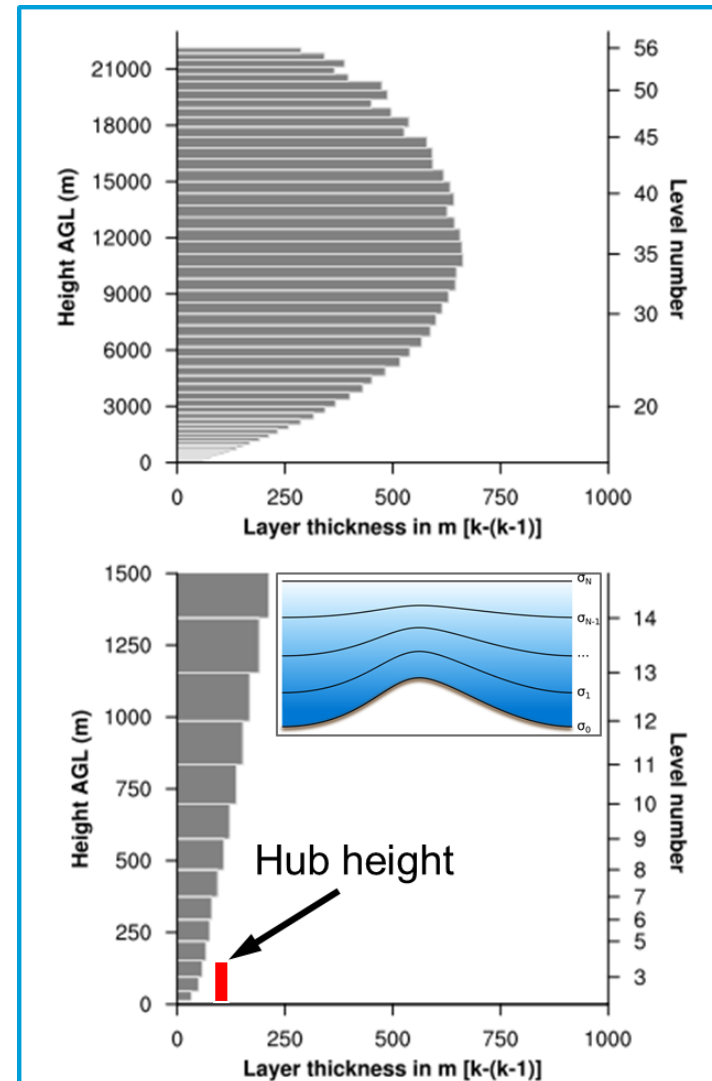 21000
18000
15000
12000
9000
6000
3000
0
Height AGL (m)
56
50
45
40
35
30
20
Level number
0 250 500 750 1000
Layer thickness in m [k-(k-1)]
1500
1250
1000
750
500
250
0
Height AGL (m)
σN
σN-1
...
σ1
σ0
Hub height
14
13
12
11
10
9
8
7
6
5
3
Level number
0 250 500 750 1000
Layer thickness in m [k-(k-1)]